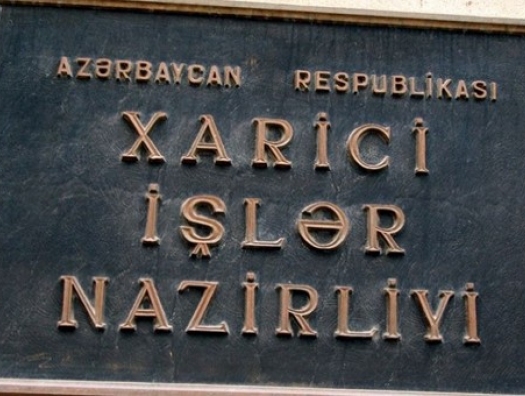 AZƏRBAYCAN RESPUBLİKASI
XARİCİ
İŞLƏR
NAZİRLİYİ